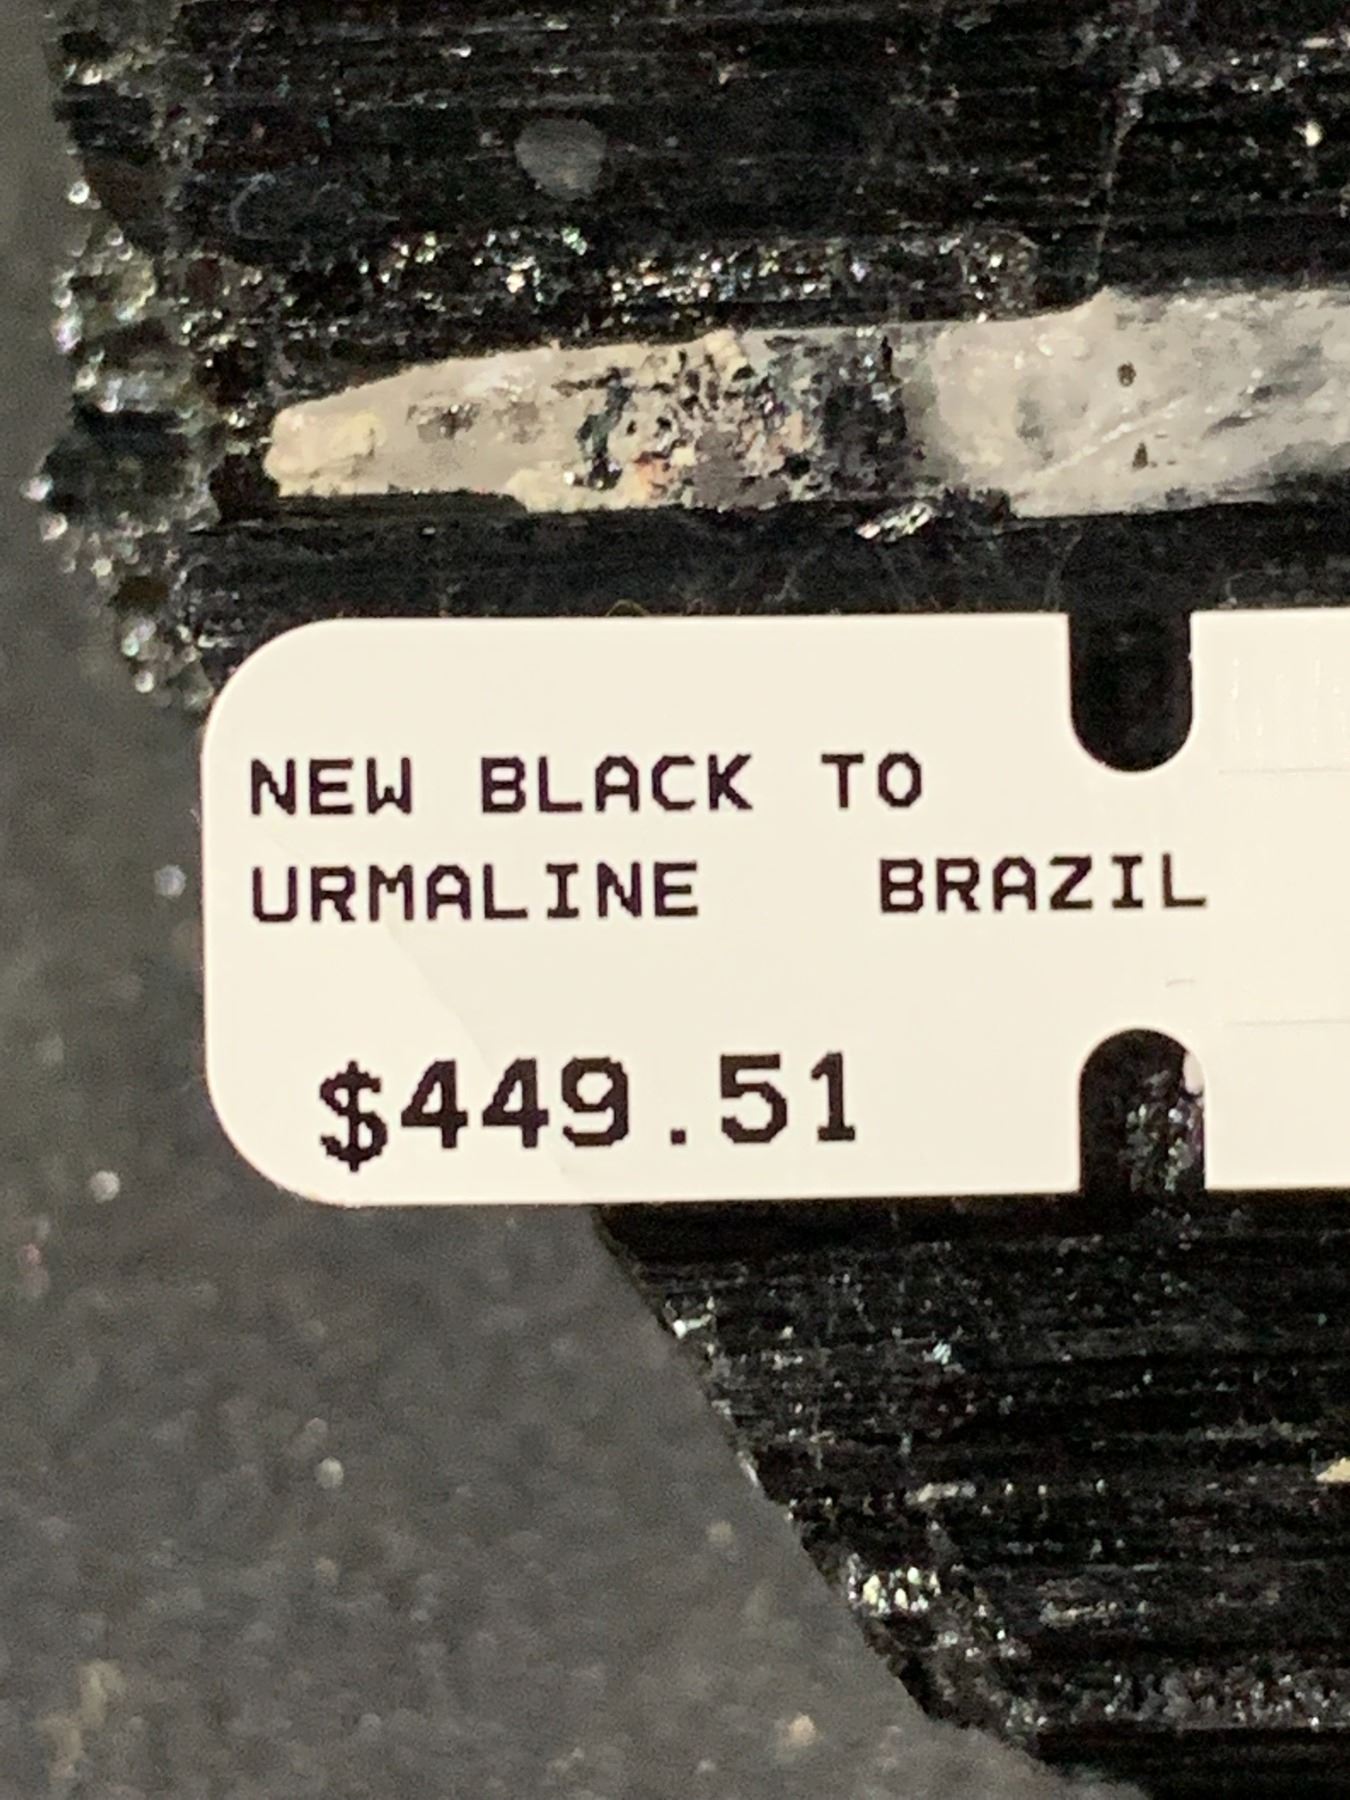 NEW BLACK TO
URMALINE BRAZIL
$449.51